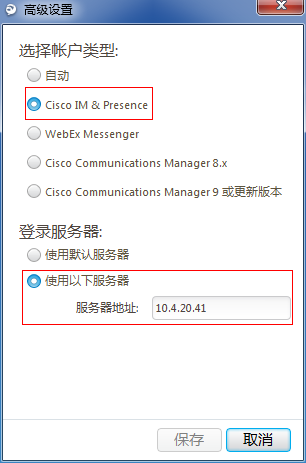 高级设置
选择帐户类型:
自动
Cisco IM & Presence
WebEx Messenger
Cisco Communications Manager 8.x
Cisco Communications Manager 9 或更新版本
登录服务器:
使用默认服务器
使用以下服务器
服务器地址: 10.4.20.41
保存 取消